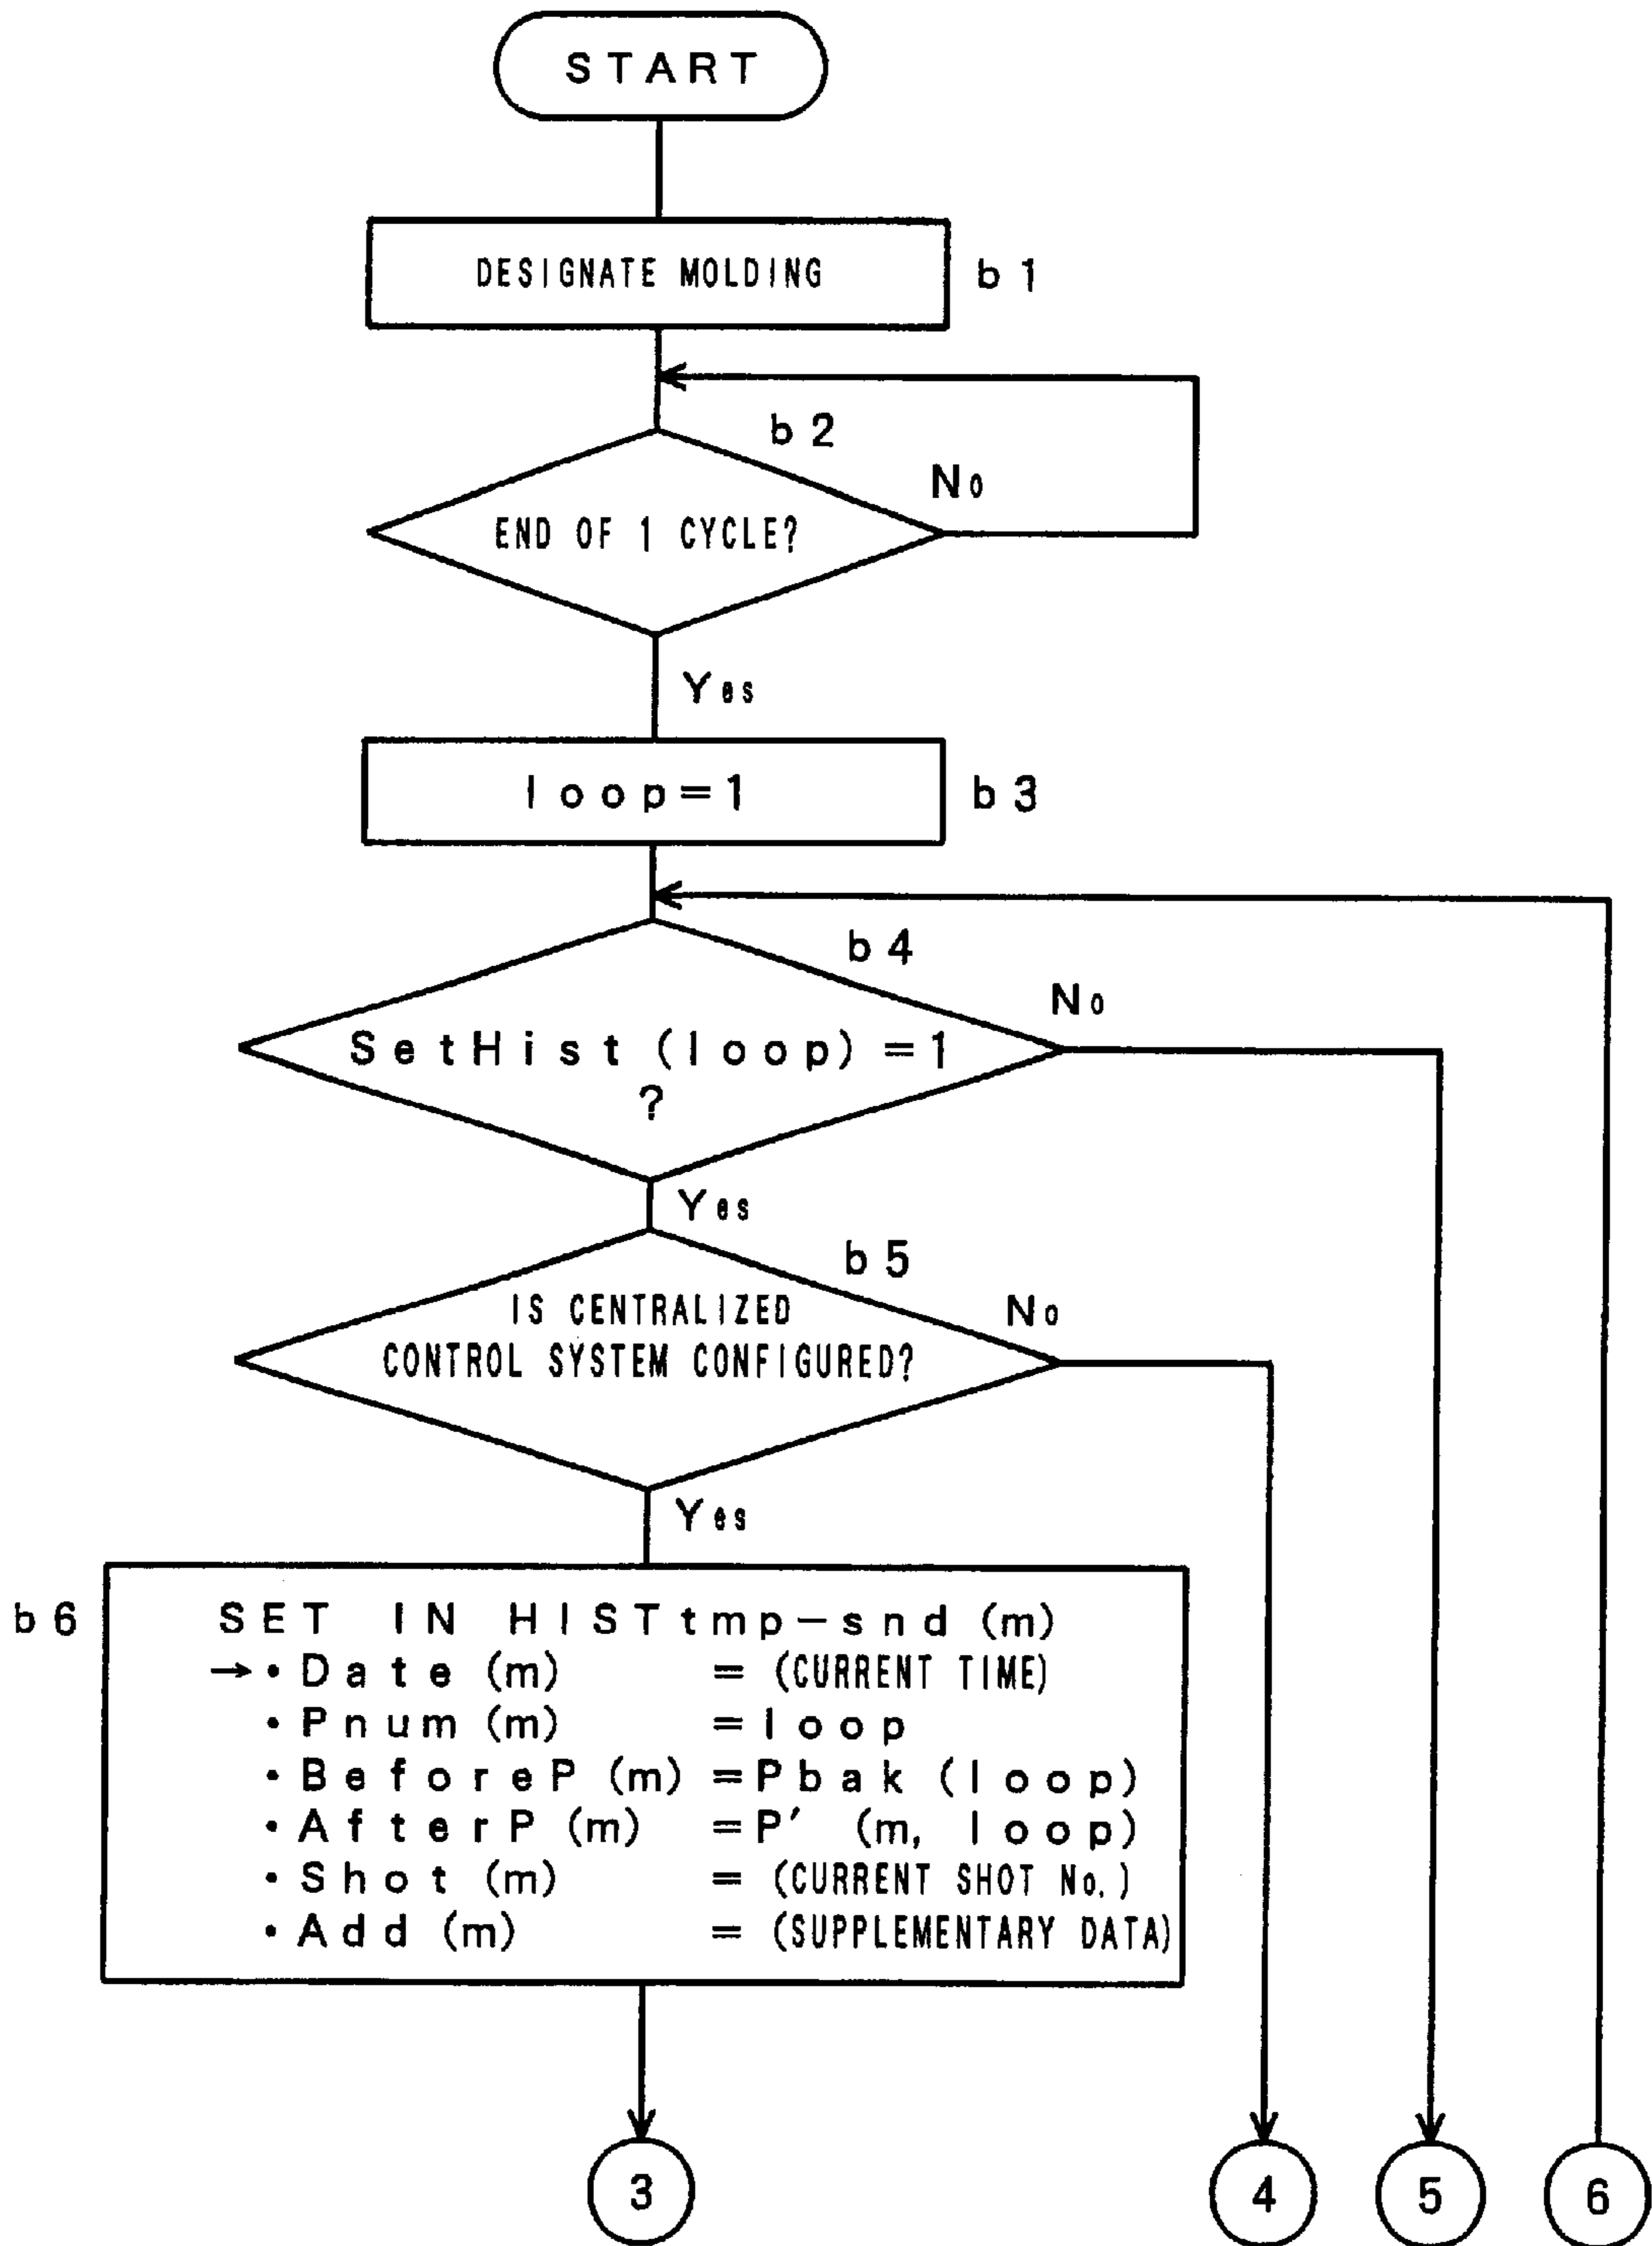 START
DESIGNATE MOLDING b1
b2
No
END OF 1 CYCLE?
Yes
loop=1 b3
b4
No
SetHist (loop) =1
?
Yes
b5
IS CENTRALIZED No
CONTROL SYSTEM CONFIGURED?
Yes
b6 SET IN HISTtmp-snd (m)
→・Date (m) = (CURRENT TIME)
・Pnum (m) =loop
・BeforeP (m) =Pbak (loop)
・AfterP (m) =P′ (m, loop)
・Shot (m) = (CURRENT SHOT No.)
・Add (m) = (SUPPLEMENTARY DATA)
3 4 5 6